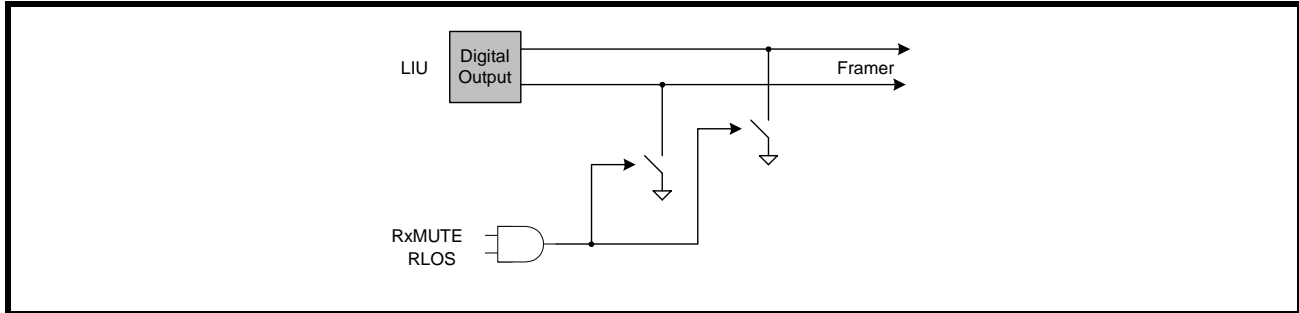 LIU
Digital
Output
Framer
RxMUTE
RLOS